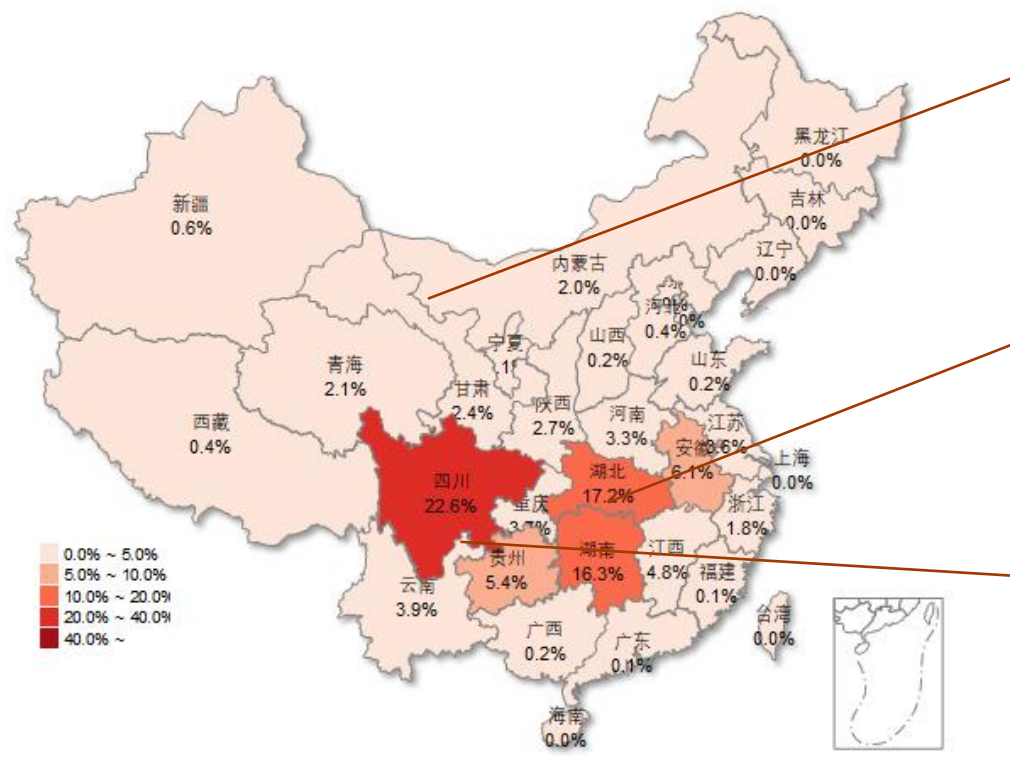 黑龙江
0.0%
吉林
0.0%
新疆
0.6%
辽宁
0.0%
内蒙古
2.0%
河北
0.4%
山西
0.2%
宁夏
山东
0.2%
青海
2.1%
甘肃
2.4%
陕西
2.7%
河南
3.3%
江苏
3.6%
西藏
0.4%
安徽
6.1%
上海
0.0%
四川
22.6%
湖北
17.2%
重庆
3.7%
浙江
1.8%
湖南
16.3%
江西
4.8%
贵州
5.4%
福建
0.1%
云南
3.9%
台湾
0.0%
广西
0.2%
广东
0.1%
海南
0.0%
0.0% ~ 5.0%
5.0% ~ 10.0%
10.0% ~ 20.0%
20.0% ~ 40.0%
40.0% ~